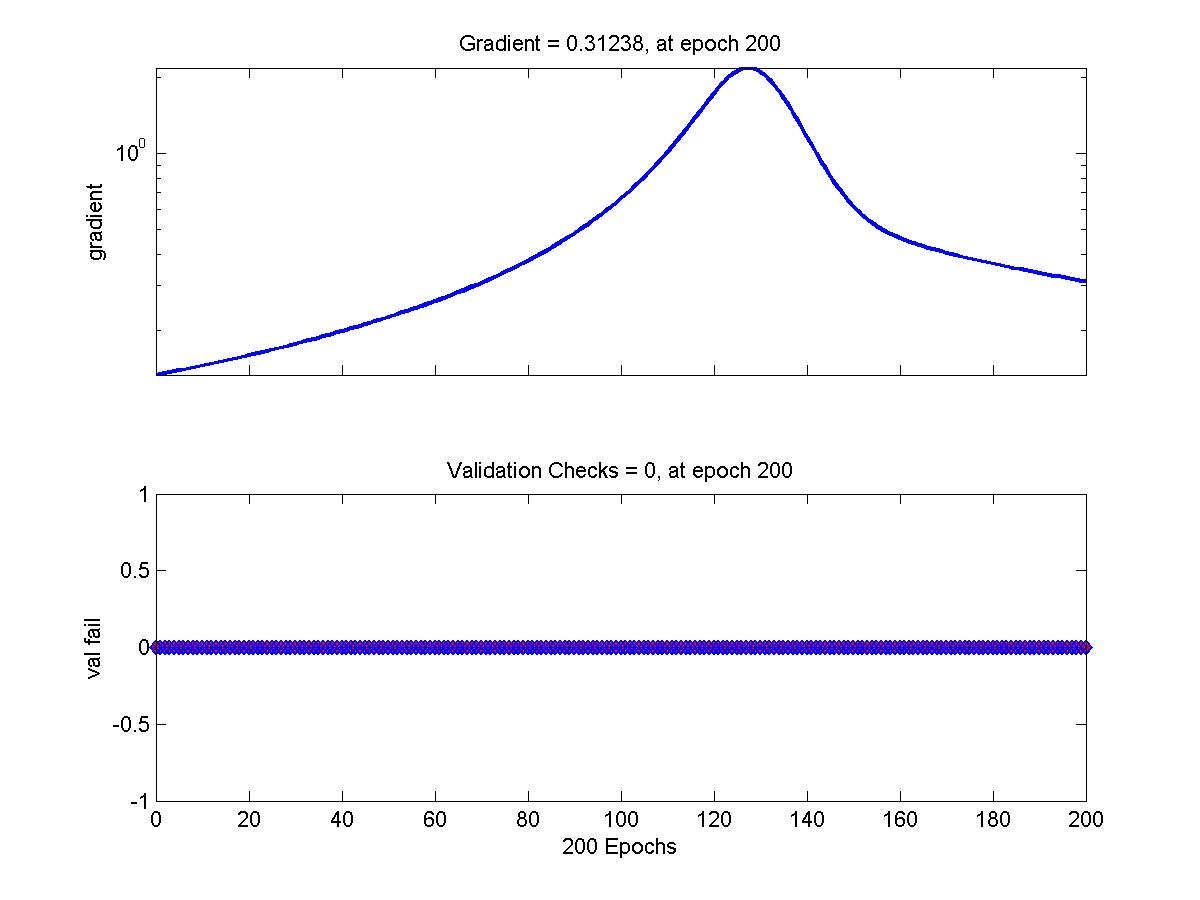 Gradient = 0.31238, at epoch 200
10^0
gradient
Validation Checks = 0, at epoch 200
1
0.5
0
-0.5
-1
val fail
0 20 40 60 80 100 120 140 160 180 200
200 Epochs